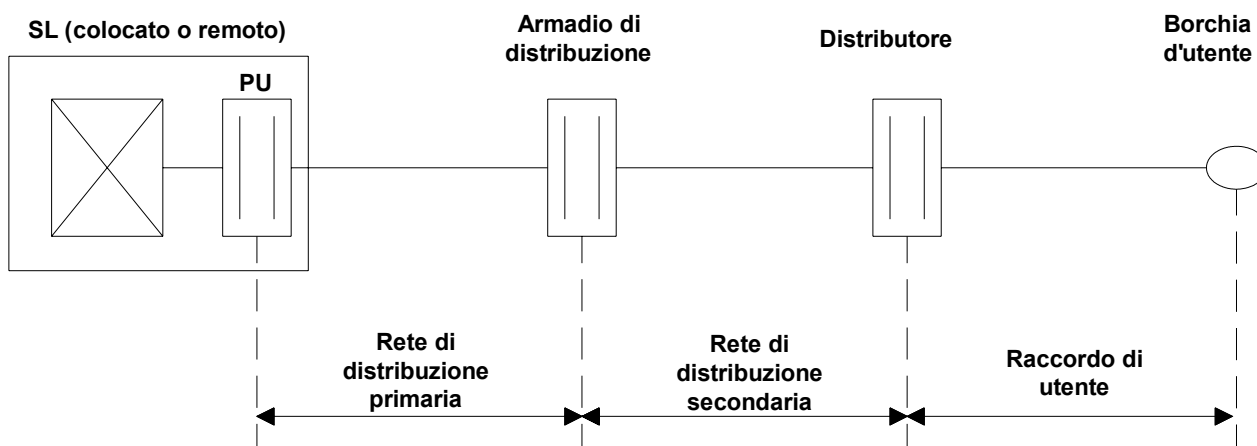 SL (colocato o remoto)
PU
Armadio di
distribuzione
Distributore
Borchia
d'utente
Rete di
distribuzione
primaria
Rete di
distribuzione
secondaria
Raccordo di
utente